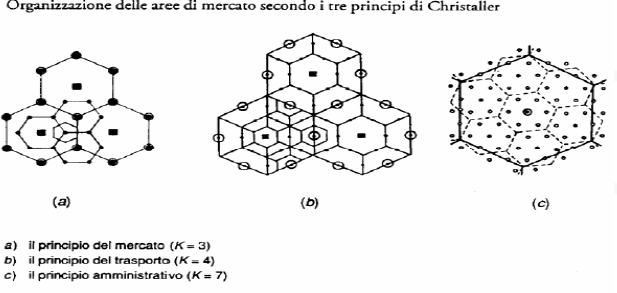 Organizzazione delle aree di mercato secondo i tre principi di Christaller
(a)
(b)
(c)
a) il principio del mercato (K = 3)
b) il principio del trasporto (K = 4)
c) il principio amministrativo (K = 7)